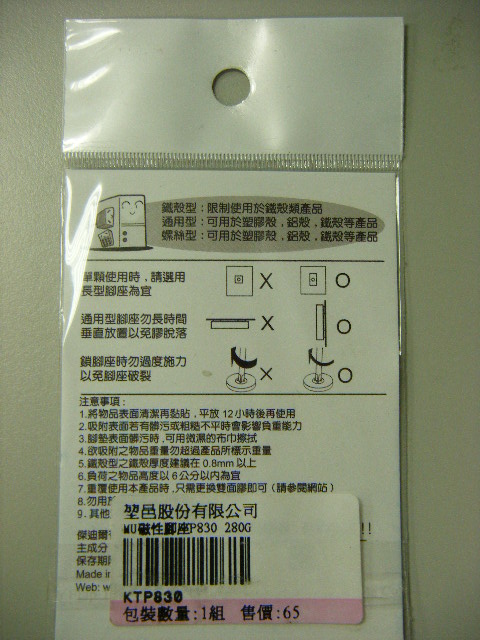 鐵殼型：限制使用於鐵殼類產品
通用型：可用於塑膠殼，鋁殼，鐵殼等產品
螺絲型：可用於塑膠殼，鋁殼，鐵殼等產品
單顆使用時，請選用
長型腳座為宜
X O
通用型腳座勿長時間
垂直放置以免膠脫落
X O
鎖腳座時勿過度施力
以免腳座破裂
X O
注意事項：
1.將物品表面清潔再黏貼，平放12小時後再使用
2.吸附表面若有髒污或粗糙不平時會影響負重能力
3.腳墊表面髒污時，可用微濕的布巾擦拭
4.欲吸附之物品重量勿超過產品所標示重量
5.鐵殼型之鐵殼厚度建議在0.8mm以上
6.負荷之物品高度以6公分以內為宜
7.重覆使用本產品時，只需更換雙面膠即可(請參閱網站)
8.勿用
9.其他
!!
傑迪爾
主成分
保存期
Made in
Web: w
堃邑股份有限公司
MU磁性腳座P830 280G
KTP830
包裝數量:1組 售價:65